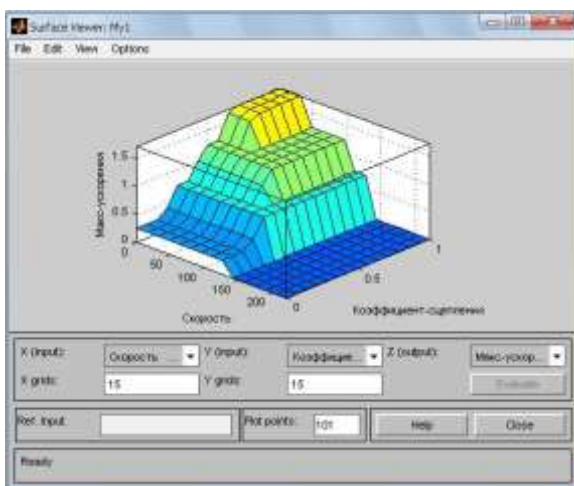 Surface Viewer: My1
File Edit View Options
Макс-ускорения
1.5
1
0.5
0
0
50
100
150
200
Скорость
0
0.5
1
Коэффициент-сцепления
X (input): Скорость Y (input): Коэффицие... Z (output): Макс-ускор...
X grids: 15 Y grids: 15 Evaluate
Ref. Input: Plot points: 101 Help Close
Ready